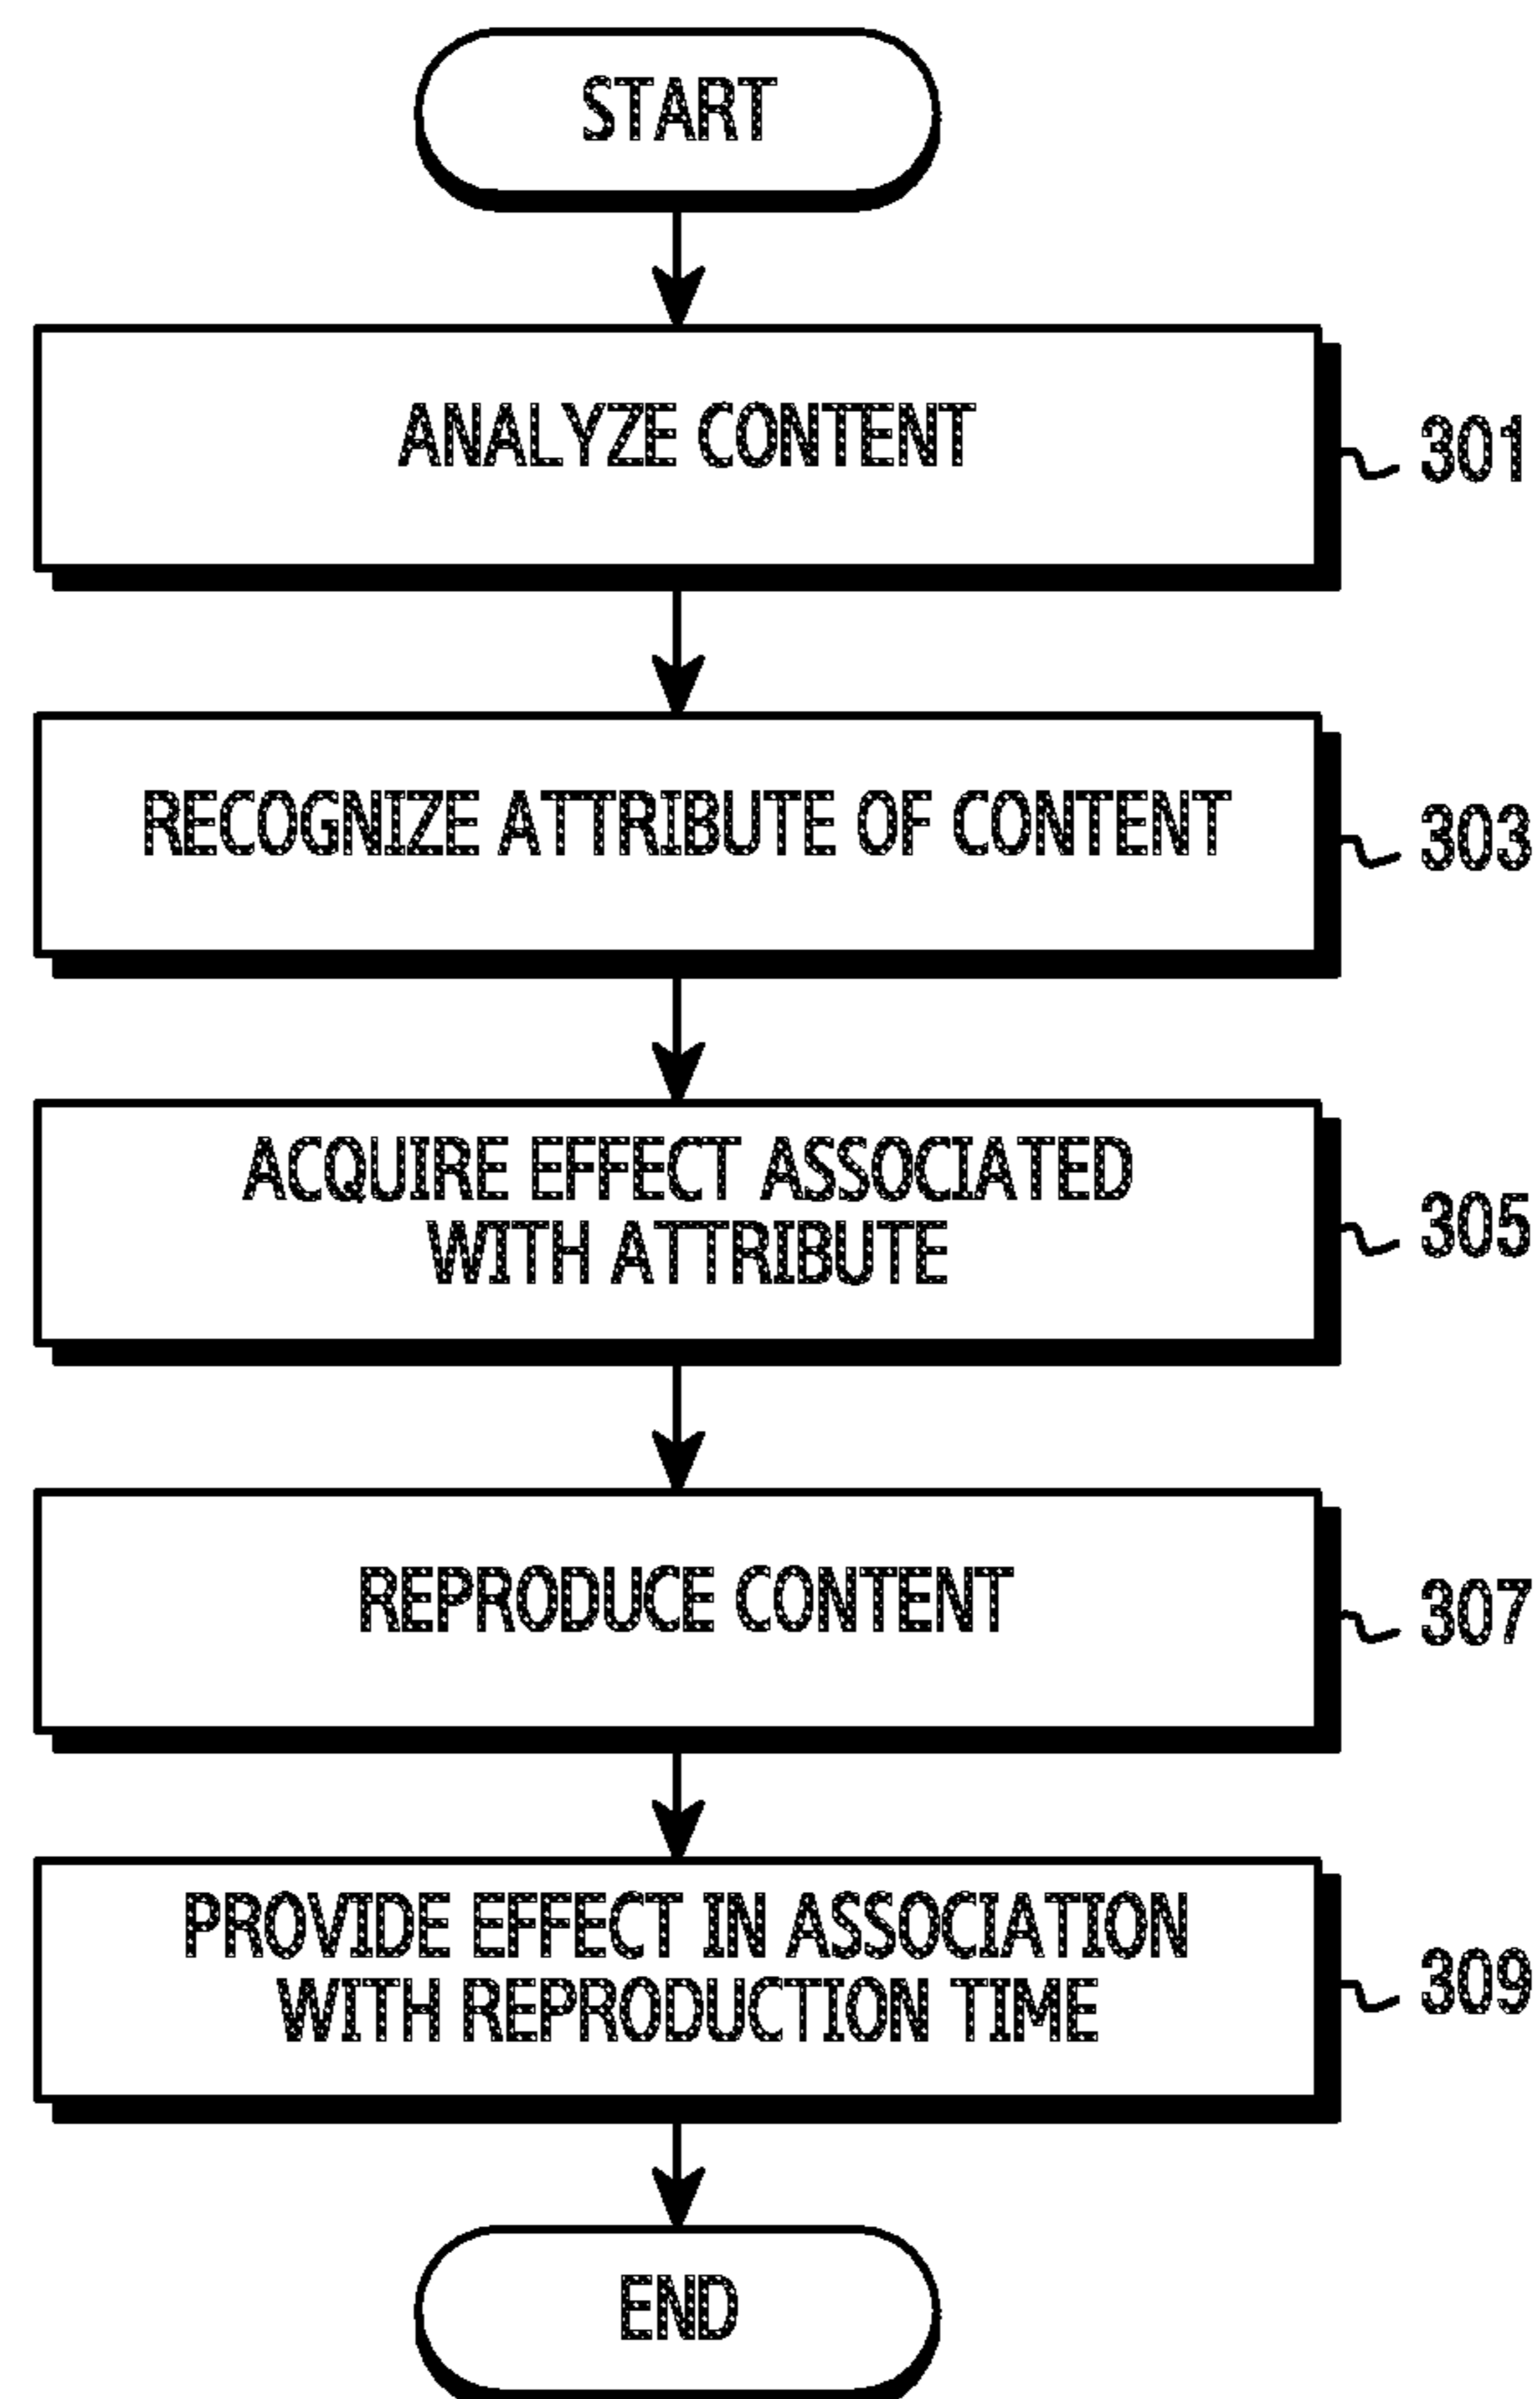 START
ANALYZE CONTENT
301
RECOGNIZE ATTRIBUTE OF CONTENT
303
ACQUIRE EFFECT ASSOCIATED
WITH ATTRIBUTE
305
REPRODUCE CONTENT
307
PROVIDE EFFECT IN ASSOCIATION
WITH REPRODUCTION TIME
309
END